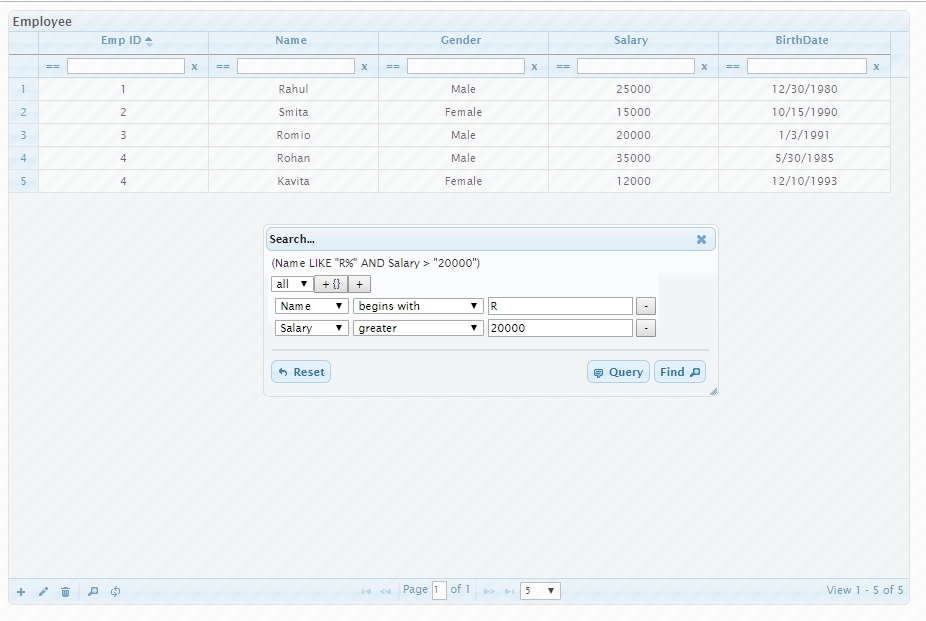 Employee
Emp ID Name Gender Salary BirthDate
== x == x == x == x == x
1 1 Rahul Male 25000 12/30/1980
2 2 Smita Female 15000 10/15/1990
3 3 Romio Male 20000 1/3/1991
4 4 Rohan Male 35000 5/30/1985
5 4 Kavita Female 12000 12/10/1993
Search...
(Name LIKE "R%" AND Salary > "20000")
all + {} +
Name begins with R -
Salary greater 20000 -
Reset Query Find
Page 1 of 1 5 View 1 - 5 of 5